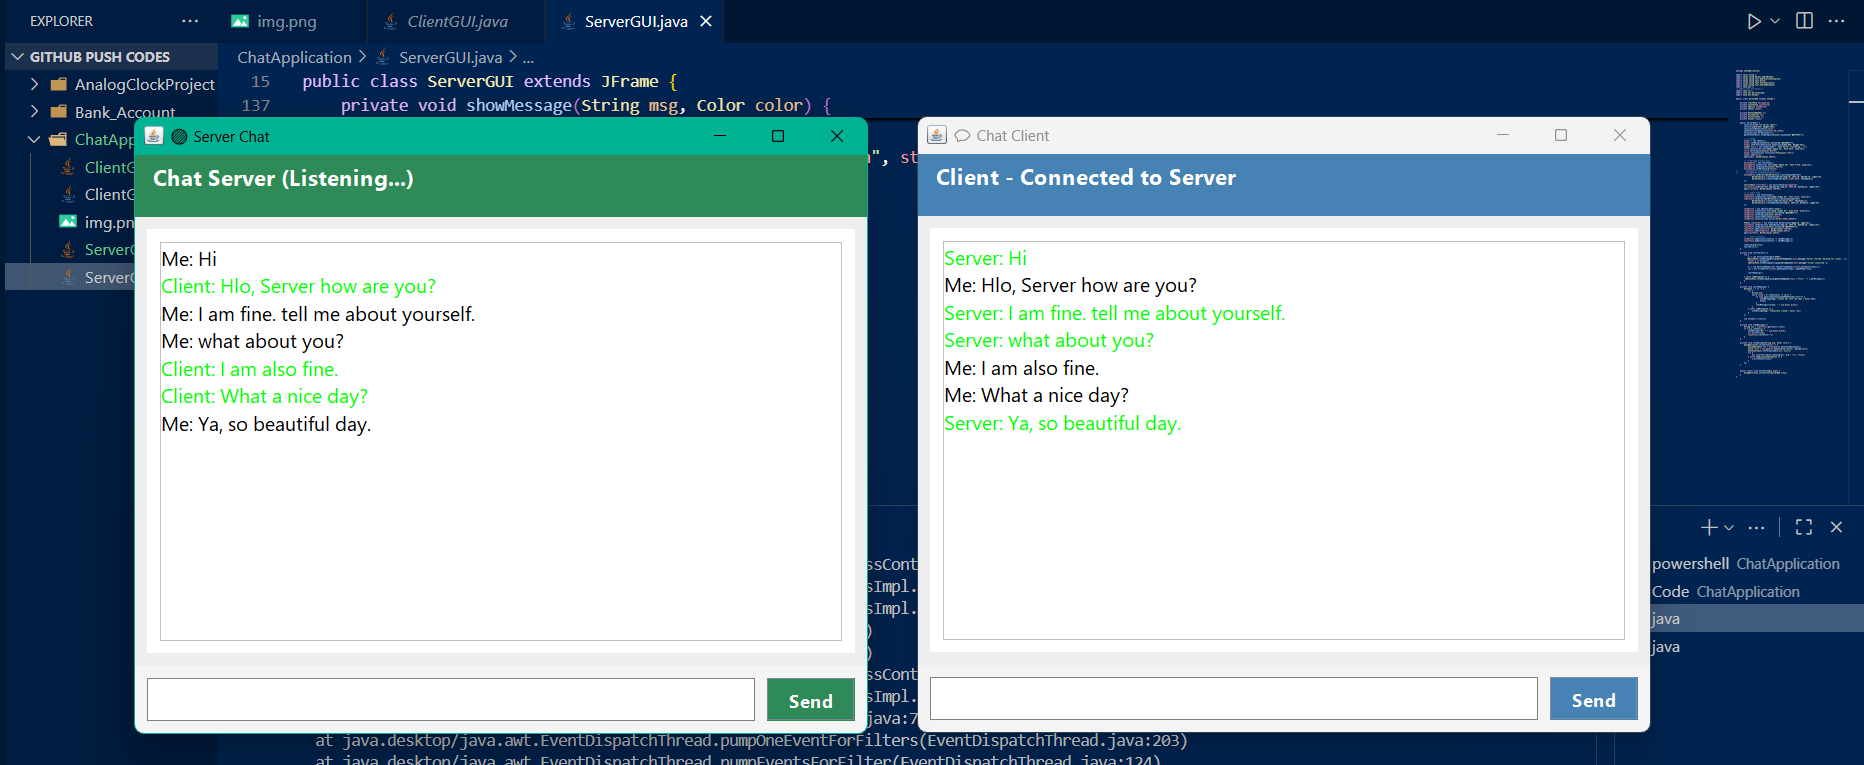 EXPLORER
img.png
ClientGUI.java
ServerGUI.java
GITHUB PUSH CODES
ChatApplication
ServerGUI.java
...
AnalogClockProject
15 public class ServerGUI extends JFrame {
Bank_Account
137 private void showMessage(String msg, Color color) {
ChatApp
ClientG
ClientG
img.pn
Server
Server
Server Chat
Chat Server (Listening...)
Me: Hi
Client: Hlo, Server how are you?
Me: I am fine. tell me about yourself.
Me: what about you?
Client: I am also fine.
Client: What a nice day?
Me: Ya, so beautiful day.
Send
n", st
Chat Client
Client - Connected to Server
Server: Hi
Me: Hlo, Server how are you?
Server: I am fine. tell me about yourself.
Server: what about you?
Me: I am also fine.
Me: What a nice day?
Server: Ya, so beautiful day.
Send
ssCont
sImpl.
sImpl.
)
)
ssCont
sImpl.
java:7
at java.desktop/java.awt.EventDispatchThread.pumpOneEventForFilters(EventDispatchThread.java:203)
at java.desktop/java.awt.EventDispatchThread.pumpEventsForFilter(EventDispatchThread.java:124)
powershell ChatApplication
Code ChatApplication
java
java